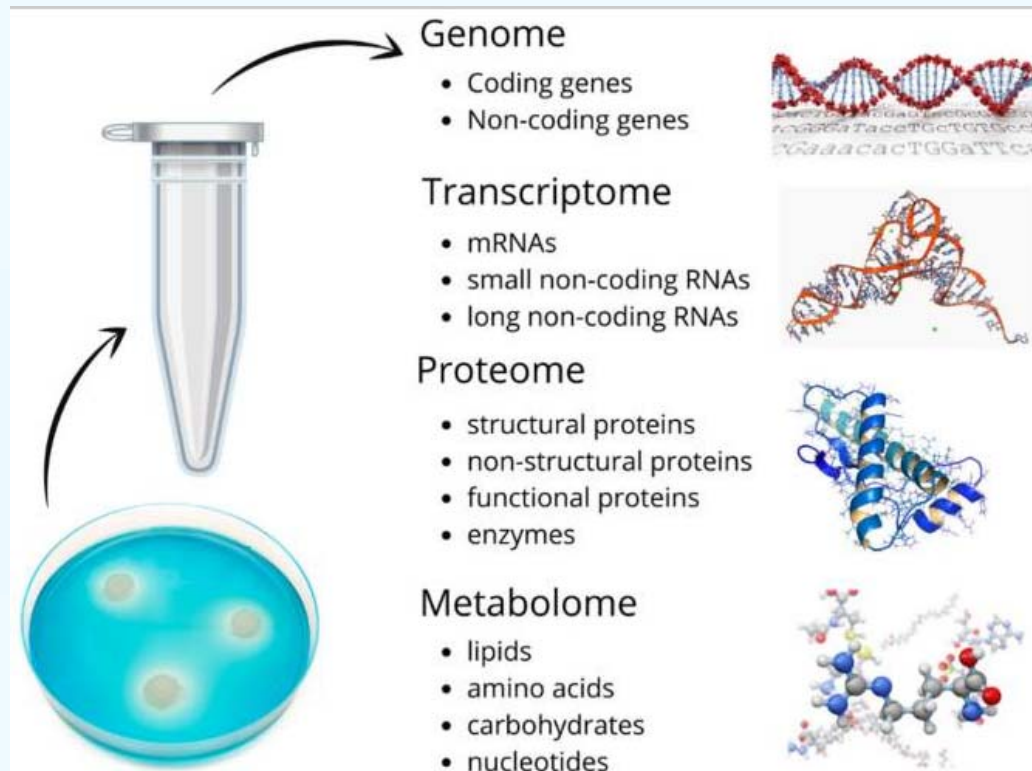 Genome
• Coding genes
• Non-coding genes
Transcriptome
• mRNAs
• small non-coding RNAs
• long non-coding RNAs
Proteome
• structural proteins
• non-structural proteins
• functional proteins
• enzymes
Metabolome
• lipids
• amino acids
• carbohydrates
• nucleotides